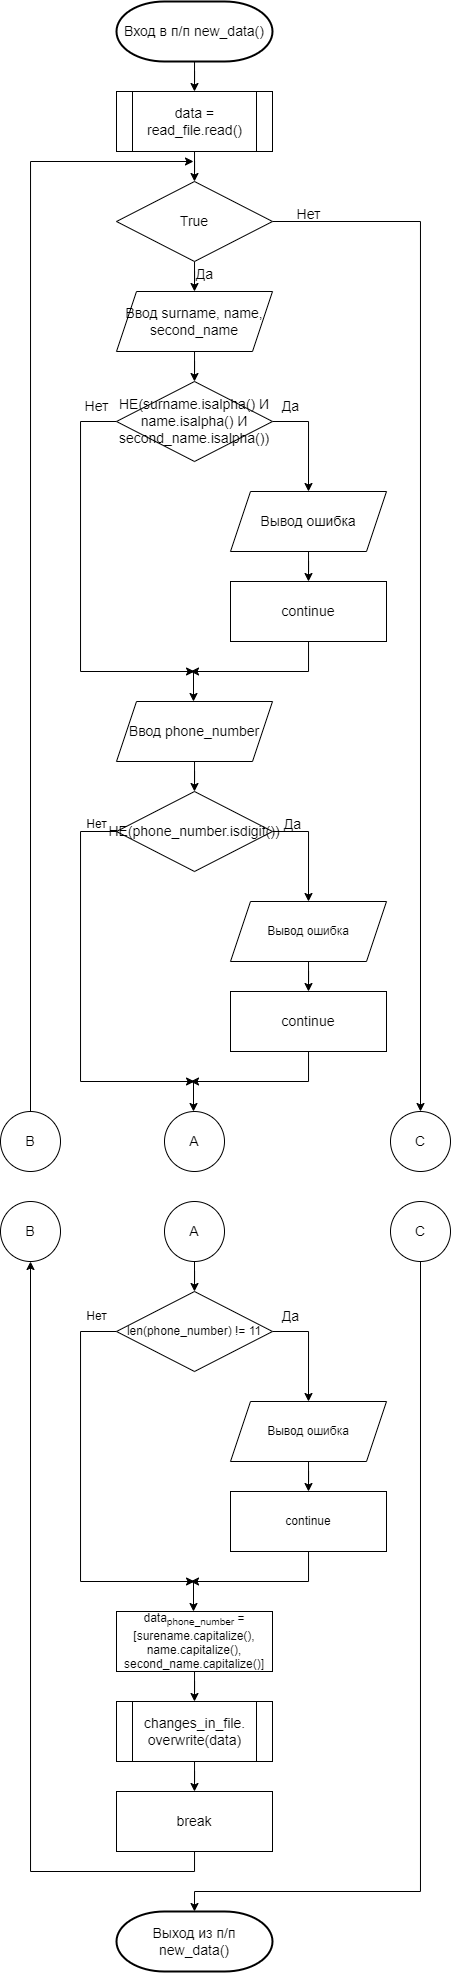 Вход в п/п new_data()
data =
read_file.read()
True
Нет
Да
Ввод surname, name,
second_name
Нет
НЕ(surname.isalpha() И
name.isalpha() И
second_name.isalpha())
Да
Вывод ошибка
continue
Ввод phone_number
Нет
НЕ(phone_number.isdigit())
Да
Вывод ошибка
continue
B
A
C
B
A
C
Нет
len(phone_number) != 11
Да
Вывод ошибка
continue
data phone_number =
[surename.capitalize(),
name.capitalize(),
second_name.capitalize()]
changes_in_file.
overwrite(data)
break
Выход из п/п
new_data()